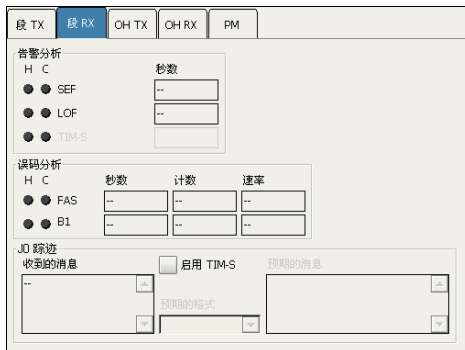 段 TX 段 RX OH TX OH RX PM
告警分析
H C 秒数
SEF --
LOF --
TIM-S
误码分析
H C 秒数 计数 速率
FAS -- -- --
B1 -- -- --
J0 踪迹
收到的消息 启用 TIM-S 预期的消息
--
预期的格式